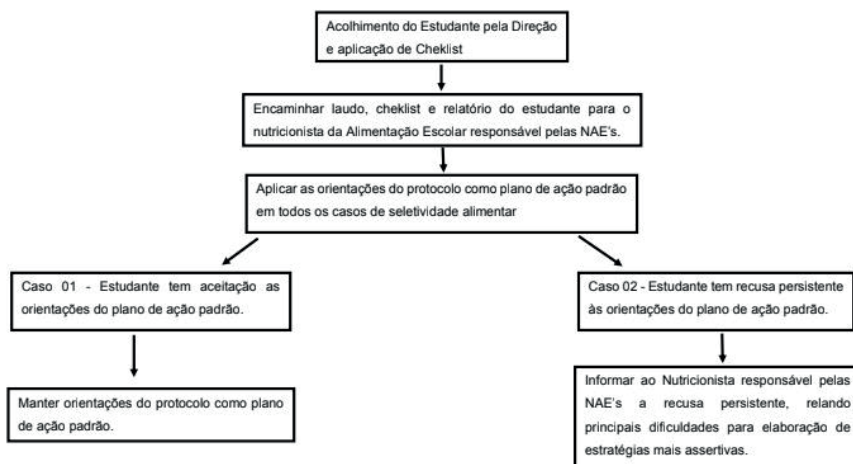 Acolhimento do Estudante pela Direção
e aplicação de Cheklist
Encaminhar laudo, cheklist e relatório do estudante para o
nutricionista da Alimentação Escolar responsável pelas NAE's.
Aplicar as orientações do protocolo como plano de ação padrão
em todos os casos de seletividade alimentar
Caso 01 - Estudante tem aceitação as
orientações do plano de ação padrão.
Manter orientações do protocolo como plano
de ação padrão.
Caso 02 - Estudante tem recusa persistente
às orientações do plano de ação padrão.
Informar ao Nutricionista responsável pelas
NAE's a recusa persistente, relando
principais dificuldades para elaboração de
estratégias mais assertivas.